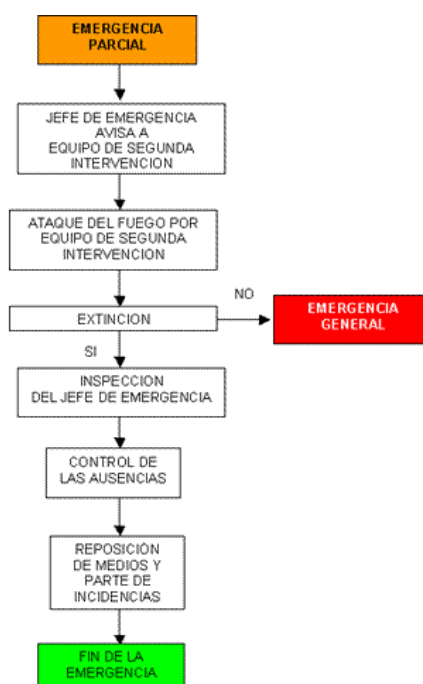 EMERGENCIA
PARCIAL
JEFE DE EMERGENCIA
AVISA A
EQUIPO DE SEGUNDA
INTERVENCION
ATAQUE DEL FUEGO POR
EQUIPO DE SEGUNDA
INTERVENCION
EXTINCION
NO
EMERGENCIA
GENERAL
SI
INSPECCION
DEL JEFE DE EMERGENCIA
CONTROL DE
LAS AUSENCIAS
REPOSICIÓN
DE MEDIOS Y
PARTE DE
INCIDENCIAS
FIN DE LA
EMERGENCIA